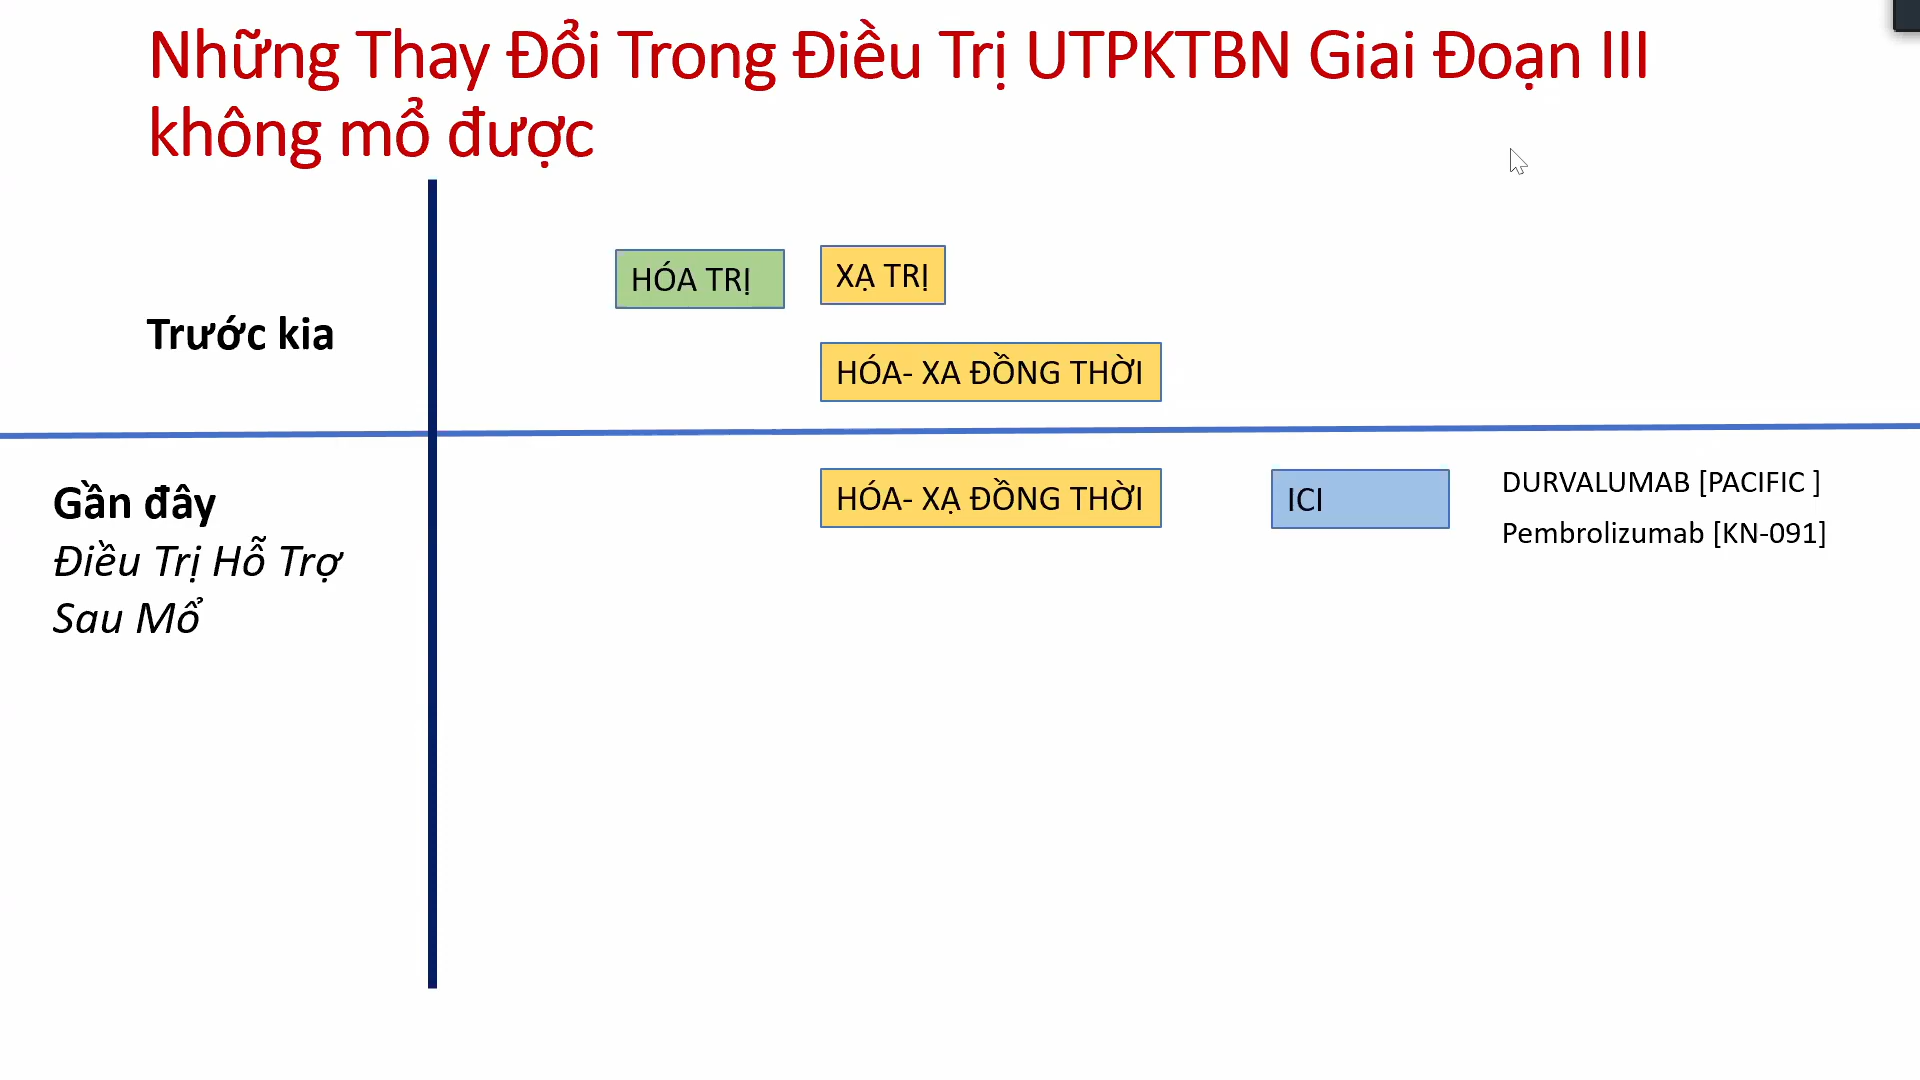 Những Thay Đổi Trong Điều Trị UTPKTBN Giai Đoạn III
không mổ được
HÓA TRỊ
XẠ TRỊ
Trước kia
HÓA- XA ĐỒNG THỜI
Gần đây
Điều Trị Hỗ Trợ
Sau Mổ
HÓA- XẠ ĐỒNG THỜI
ICI
DURVALUMAB [PACIFIC ]
Pembrolizumab [KN-091]